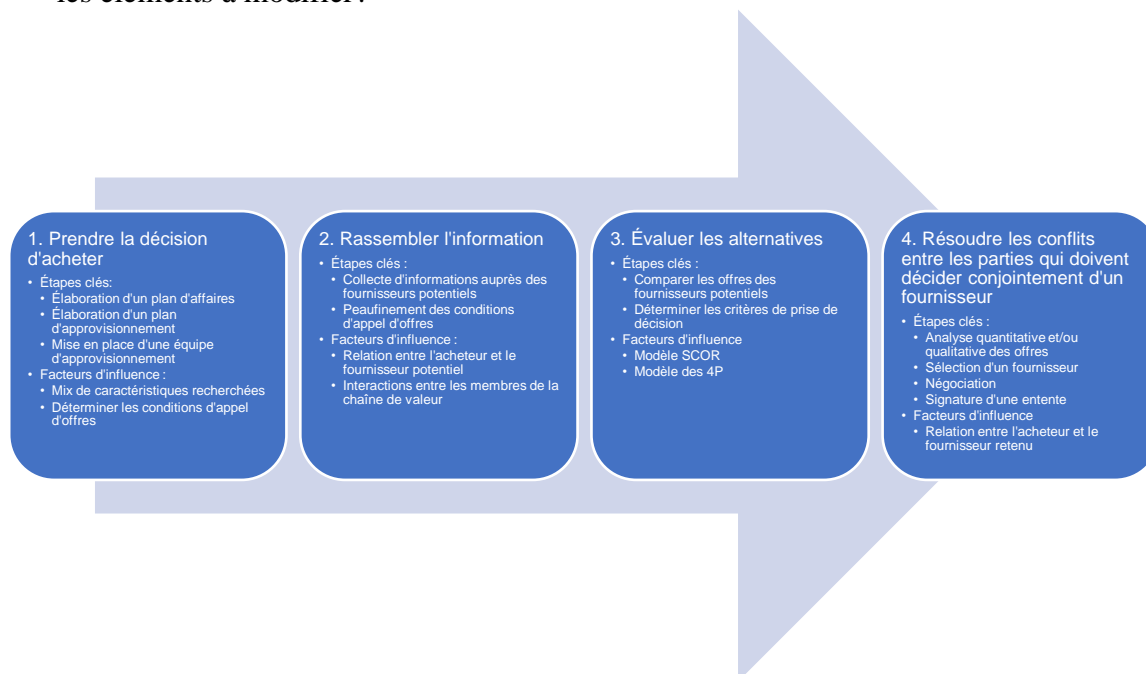 les éléments à modifier?
1. Prendre la décision
d'acheter
• Étapes clés:
• Élaboration d'un plan d'affaires
• Élaboration d'un plan
d'approvisionnement
• Mise en place d'une équipe
d'approvisionnement
• Facteurs d'influence :
• Mix de caractéristiques recherchées
• Déterminer les conditions d'appel
d'offres
2. Rassembler l'information
• Étapes clés :
• Collecte d'informations auprès des
fournisseurs potentiels
• Peaufinement des conditions
d'appel d'offres
• Facteurs d'influence :
• Relation entre l'acheteur et le
fournisseur potentiel
• Interactions entre les membres de la
chaîne de valeur
3. Évaluer les alternatives
• Étapes clés :
• Comparer les offres des
fournisseurs potentiels
• Déterminer les critères de prise de
décision
• Facteurs d'influence
• Modèle SCOR
• Modèle des 4P
4. Résoudre les conflits
entre les parties qui doivent
décider conjointement d'un
fournisseur
• Étapes clés :
• Analyse quantitative et/ou
qualitative des offres
• Sélection d'un fournisseur
• Négociation
• Signature d'une entente
• Facteurs d'influence
• Relation entre l'acheteur et le
fournisseur retenu